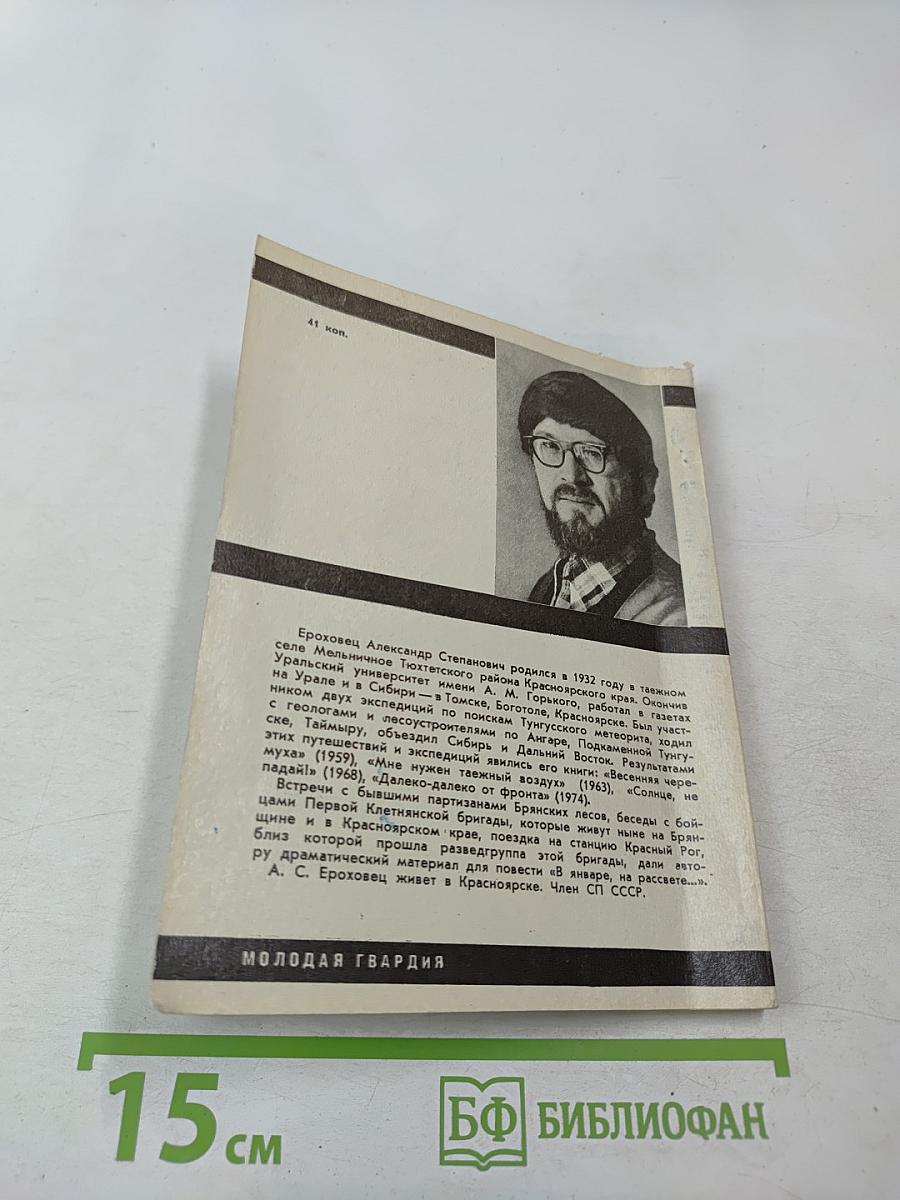 41 коп.
Ероховец Александр Степанович родился в 1932 году в таежном
селе Мельничное Тюхтетского района Красноярского края. Окончив
Уральский университет имени А. М. Горького, работал в газетах
на Урале и в Сибири — в Томске, Боготоле, Красноярске. Был участ-
ником двух экспедиций по поискам Тунгусского метеорита, ходил
с геологами и лесоустроителями по Ангаре, Подкаменной Тунгу-
ске, Таймыру, объездил Сибирь и Дальний Восток. Результатами
этих путешествий и экспедиций явились его книги: «Весенняя чере-
муха» (1959), «Мне нужен таежный воздух» (1963), «Солнце, не
падай!» (1968), «Далеко-далеко от фронта» (1974).
Встречи с бывшими партизанами Брянских лесов, беседы с бой-
цами Первой Клетнянской бригады, которые живут ныне на Брян-
щине и в Красноярском крае, поездка на станцию Красный Рог,
близ которой прошла разведгруппа этой бригады, дали авто-
ру драматический материал для повести «В январе, на рассвете...».
А. С. Ероховец живет в Красноярске. Член СП СССР.
МОЛОДАЯ ГВАРДИЯ
15 см
БФ БИБЛИОФАН